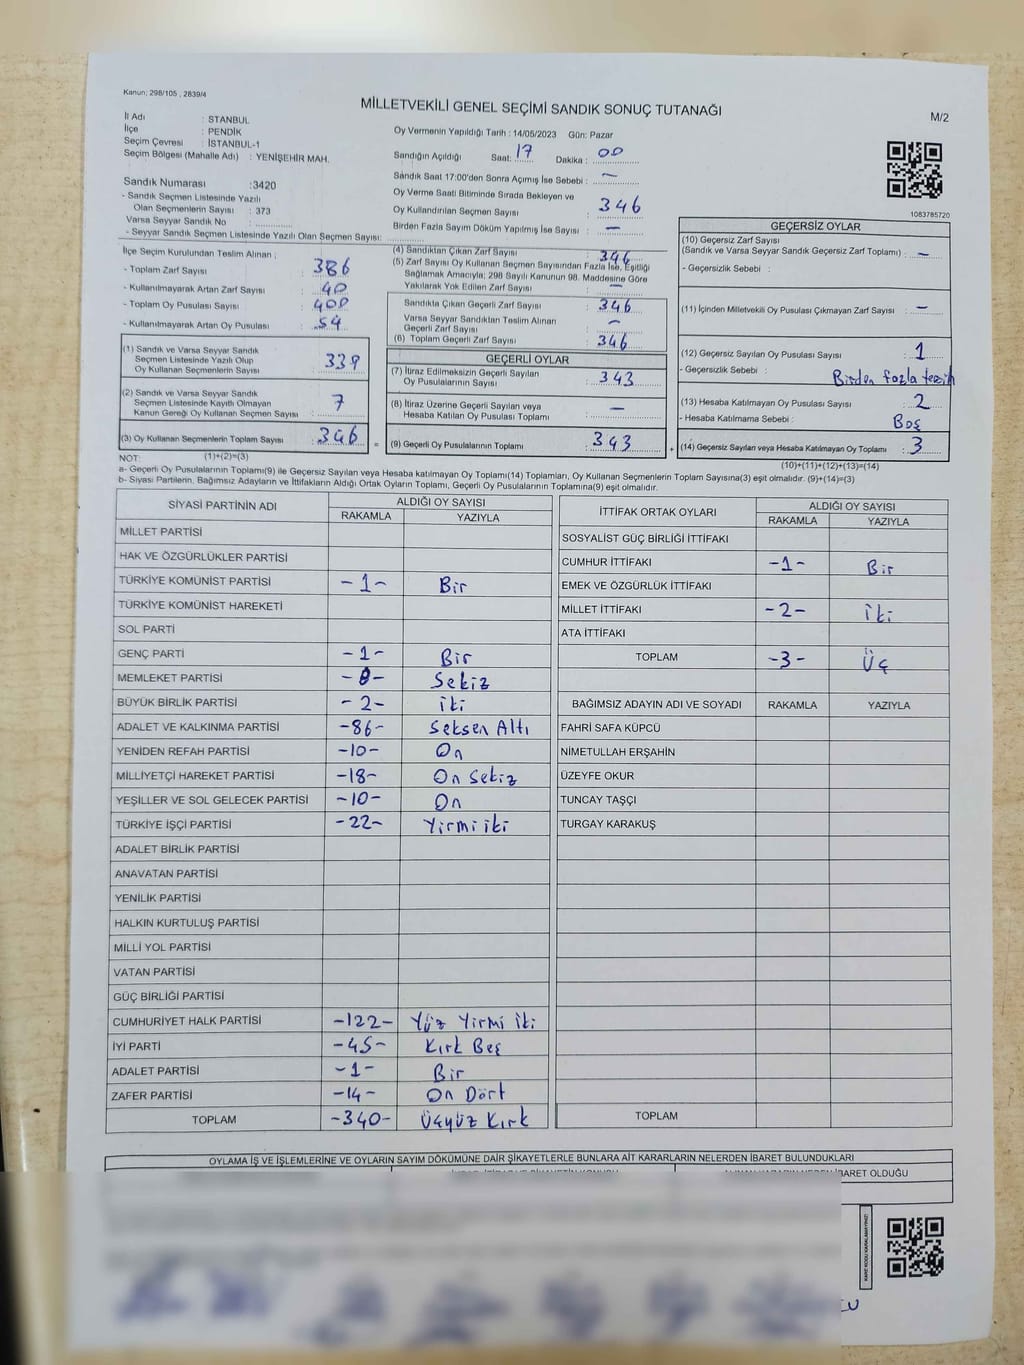 Kanun; 298/105 , 2839/4
MİLLETVEKİLİ GENEL SEÇİMİ SANDIK SONUÇ TUTANAĞI
M/2
İl Adı : STANBUL
İlçe : PENDİK
Seçim Çevresi : İSTANBUL-1
Seçim Bölgesi (Mahalle Adı) : YENİŞEHİR MAH.
Oy Vermenin Yapıldığı Tarih : 14/05/2023 Gün: Pazar
Sandığın Açıldığı Saat: 17 Dakika : 00
Sandık Saat 17:00'den Sonra Açımış İse Sebebi : –
Oy Verme Saati Bitiminde Sırada Bekleyen ve
Oy Kullandırılan Seçmen Sayısı : 346
Birden Fazla Sayım Döküm Yapılmış İse Sayısı : –
Sandık Numarası :3420
- Sandık Seçmen Listesinde Yazılı
Olan Seçmenlerin Sayısı : 373
Varsa Seyyar Sandık No :
- Seyyar Sandık Seçmen Listesinde Yazılı Olan Seçmen Sayısı:
1083785720
İlçe Seçim Kurulundan Teslim Alınan ;
- Toplam Zarf Sayısı : 386
- Kullanılmayarak Artan Zarf Sayısı : 40
- Toplam Oy Pusulası Sayısı : 400
- Kullanılmayarak Artan Oy Pusulası : 54
(1) Sandık ve Varsa Seyyar Sandık
Seçmen Listesinde Yazılı Olup
Oy Kullanan Seçmenlerin Sayısı : 339
(2) Sandık ve Varsa Seyyar Sandık
Seçmen Listesinde Kayıtlı Olmayan
Kanun Gereği Oy Kullanan Seçmen Sayısı : 7
(3) Oy Kullanan Seçmenlerin Toplam Sayısı : 346 =
(4) Sandıktan Çıkan Zarf Sayısı : 346
(5) Zarf Sayısı Oy Kullanan Seçmen Sayısından Fazla İse, Eşitliği
Sağlamak Amacıyla; 298 Sayılı Kanunun 98. Maddesine Göre
Yakılarak Yok Edilen Zarf Sayısı : –
Sandıkta Çıkan Geçerli Zarf Sayısı : 346
Varsa Seyyar Sandıktan Teslim Alınan
Geçerli Zarf Sayısı : –
(6) Toplam Geçerli Zarf Sayısı : 346
GEÇERLİ OYLAR
(7) İtiraz Edilmeksizin Geçerli Sayılan
Oy Pusulalarının Sayısı : 343
(8) İtiraz Üzerine Geçerli Sayılan veya
Hesaba Katılan Oy Pusulası Toplamı : –
(9) Geçerli Oy Pusulalarının Toplamı : 343 +
GEÇERSİZ OYLAR
(10) Geçersiz Zarf Sayısı
(Sandık ve Varsa Seyyar Sandık Geçersiz Zarf Toplamı) : –
- Geçersizlik Sebebi :
(11) İçinden Milletvekili Oy Pusulası Çıkmayan Zarf Sayısı : –
(12) Geçersiz Sayılan Oy Pusulası Sayısı : 1
- Geçersizlik Sebebi : Birden fazla tercih
(13) Hesaba Katılmayan Oy Pusulası Sayısı : 2
- Hesaba Katılmama Sebebi : Boş
(14) Geçersiz Sayılan veya Hesaba Katılmayan Oy Toplamı : 3
NOT: (1)+(2)=(3)
(10)+(11)+(12)+(13)=(14)
a- Geçerli Oy Pusulalarının Toplamı(9) ile Geçersiz Sayılan veya Hesaba katılmayan Oy Toplamı(14) Toplamları, Oy Kullanan Seçmenlerin Toplam Sayısına(3) eşit olmalıdır. (9)+(14)=(3)
b- Siyasi Partilerin, Bağımsız Adayların ve İttifakların Aldığı Ortak Oyların Toplamı, Geçerli Oy Pusulalarının Toplamına(9) eşit olmalıdır.
SİYASİ PARTİNİN ADI ALDIĞI OY SAYISI
RAKAMLA YAZIYLA
MİLLET PARTİSİ
HAK VE ÖZGÜRLÜKLER PARTİSİ
TÜRKİYE KOMÜNİST PARTİSİ -1- Bir
TÜRKİYE KOMÜNİST HAREKETİ
SOL PARTİ
GENÇ PARTİ -1- Bir
MEMLEKET PARTİSİ -8- Sekiz
BÜYÜK BİRLİK PARTİSİ -2- İki
ADALET VE KALKINMA PARTİSİ -86- Seksen Altı
YENİDEN REFAH PARTİSİ -10- On
MİLLİYETÇİ HAREKET PARTİSİ -18- On Sekiz
YEŞİLLER VE SOL GELECEK PARTİSİ -10- On
TÜRKİYE İŞÇİ PARTİSİ -22- Yirmi iki
ADALET BİRLİK PARTİSİ
ANAVATAN PARTİSİ
YENİLİK PARTİSİ
HALKIN KURTULUŞ PARTİSİ
MİLLİ YOL PARTİSİ
VATAN PARTİSİ
GÜÇ BİRLİĞİ PARTİSİ
CUMHURİYET HALK PARTİSİ -122- Yüz Yirmi İki
İYİ PARTİ -45- Kırk Beş
ADALET PARTİSİ -1- Bir
ZAFER PARTİSİ -14- On Dört
TOPLAM -340- Üçyüz Kırk
İTTİFAK ORTAK OYLARI ALDIĞI OY SAYISI
RAKAMLA YAZIYLA
SOSYALİST GÜÇ BİRLİĞİ İTTİFAKI
CUMHUR İTTİFAKI -1- Bir
EMEK VE ÖZGÜRLÜK İTTİFAKI
MİLLET İTTİFAKI -2- İki
ATA İTTİFAKI
TOPLAM -3- Üç
BAĞIMSIZ ADAYIN ADI VE SOYADI RAKAMLA YAZIYLA
FAHRİ SAFA KÜPCÜ
NİMETULLAH ERŞAHİN
ÜZEYFE OKUR
TUNCAY TAŞÇI
TURGAY KARAKUŞ
TOPLAM
OYLAMA İŞ VE İŞLEMLERİNE VE OYLARIN SAYIM DÖKÜMÜNE DAİR ŞİKAYETLERLE BUNLARA AİT KARARLARIN NELERDEN İBARET BULUNDUKLARI
İBARET OLDUĞU